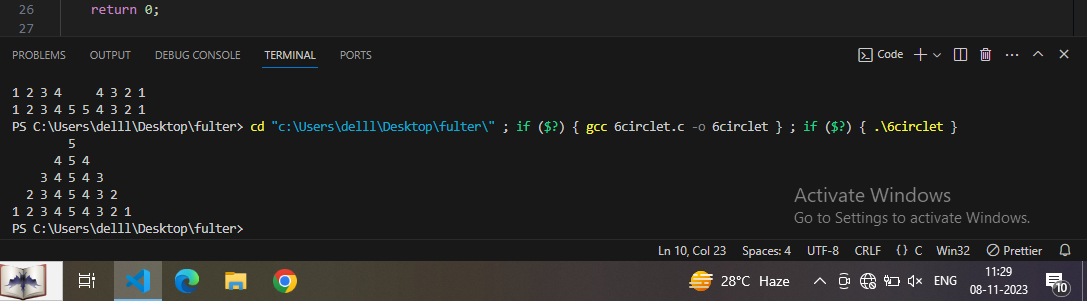 26 return 0;
27
PROBLEMS OUTPUT DEBUG CONSOLE TERMINAL PORTS Code
1 2 3 4     4 3 2 1
1 2 3 4 5 5 4 3 2 1
PS C:\Users\delll\Desktop\fulter> cd "c:\Users\delll\Desktop\fulter\" ; if ($?) { gcc 6circlet.c -o 6circlet } ; if ($?) { .\6circlet }
        5
      4 5 4
    3 4 5 4 3
  2 3 4 5 4 3 2
1 2 3 4 5 4 3 2 1
PS C:\Users\delll\Desktop\fulter>
Activate Windows
Go to Settings to activate Windows.
Ln 10, Col 23 Spaces: 4 UTF-8 CRLF {} C Win32 Prettier
28°C Haze ENG 11:29
08-11-2023 10